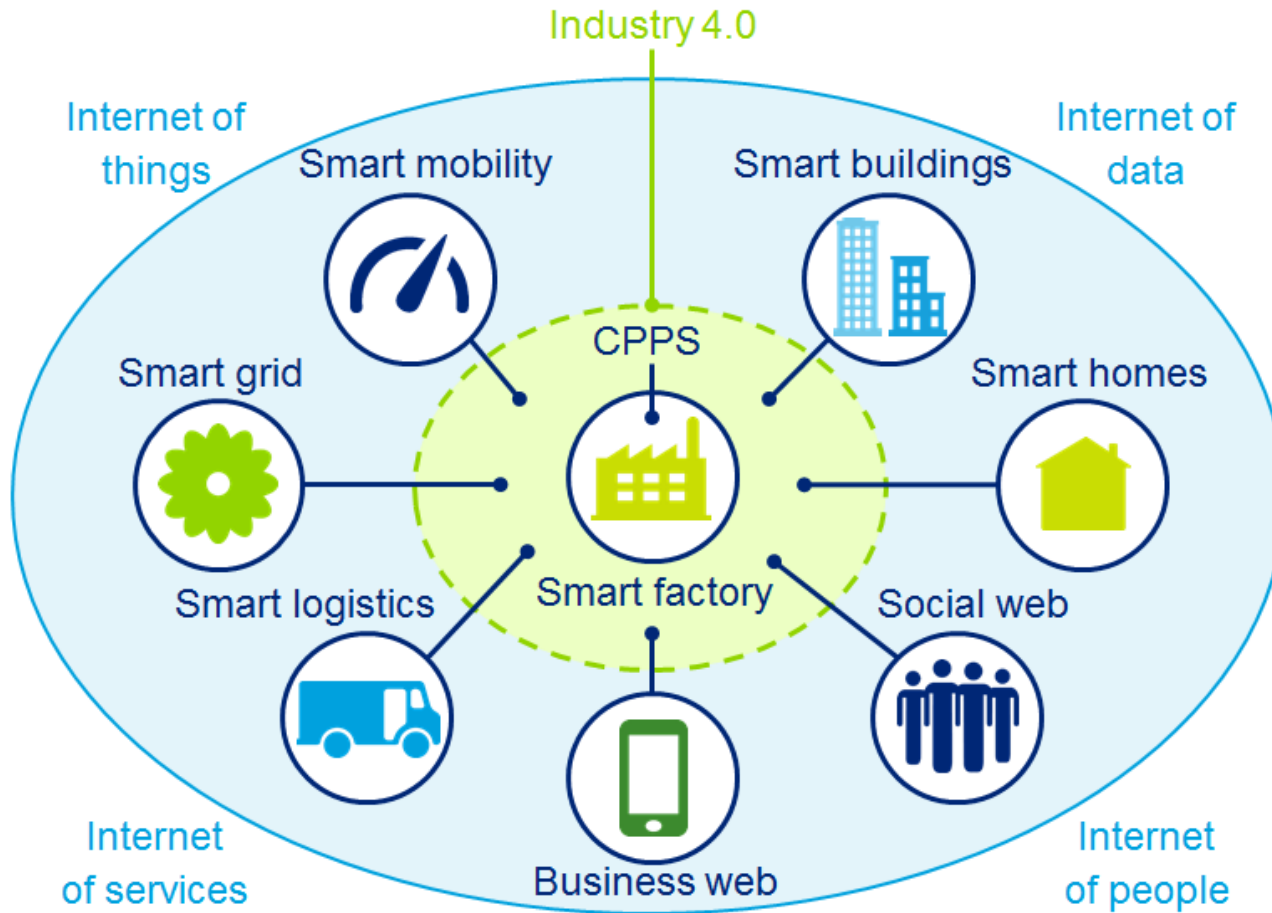 Industry 4.0
Internet of
things
Internet of
data
Smart mobility
Smart buildings
CPPS
Smart grid
Smart homes
Smart factory
Smart logistics
Social web
Internet
of services
Business web
Internet
of people